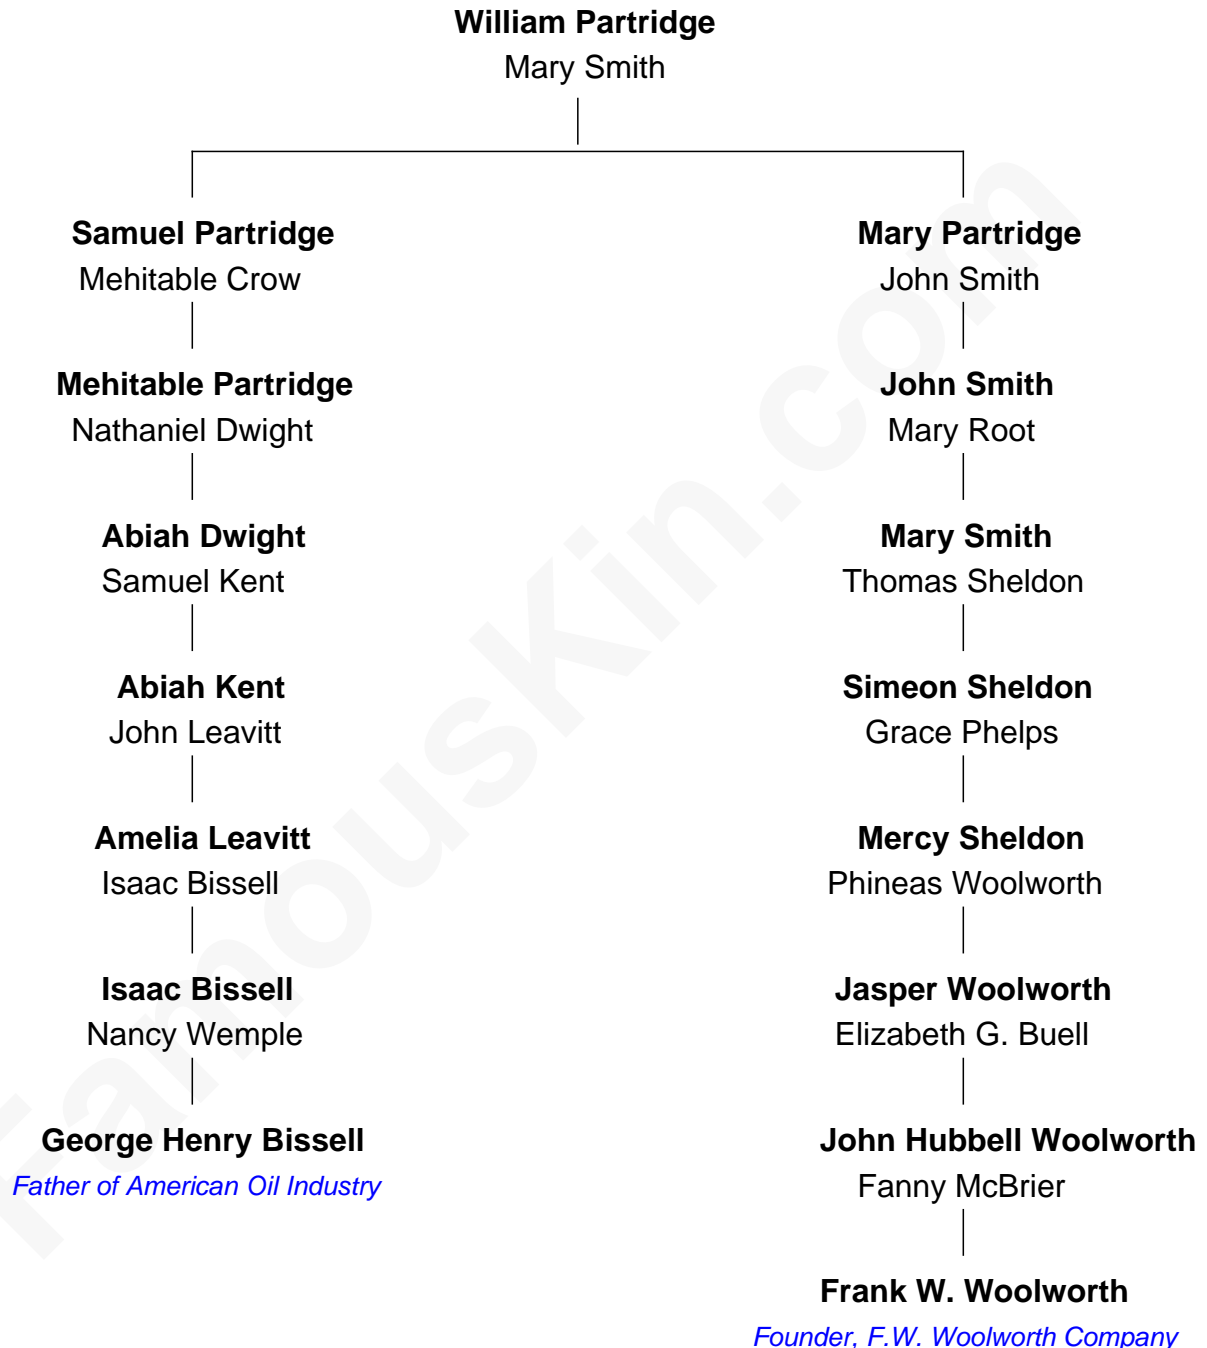 William Partridge
Mary Smith
Samuel Partridge
Mehitable Crow
Mehitable Partridge
Nathaniel Dwight
Abiah Dwight
Samuel Kent
Abiah Kent
John Leavitt
Amelia Leavitt
Isaac Bissell
Isaac Bissell
Nancy Wemple
George Henry Bissell
Father of American Oil Industry
Mary Partridge
John Smith
John Smith
Mary Root
Mary Smith
Thomas Sheldon
Simeon Sheldon
Grace Phelps
Mercy Sheldon
Phineas Woolworth
Jasper Woolworth
Elizabeth G. Buell
John Hubbell Woolworth
Fanny McBrier
Frank W. Woolworth
Founder, F.W. Woolworth Company
FamousKin.com